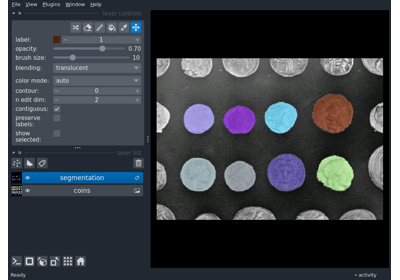 File View Plugins Window Help
layer controls
label: 1
opacity: 0.70
brush size: 10
blending: translucent
color mode: auto
contour: 0
n edit dim: 2
contiguous:
preserve
labels:
show
selected:
layer list
segmentation
coins
Ready
activity